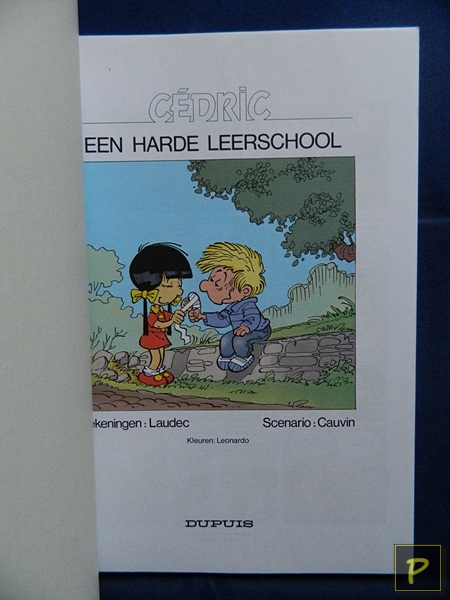 CÉDRIC
EEN HARDE LEERSCHOOL
ekeningen: Laudec
Scenario: Cauvin
Kleuren: Leonardo
DUPUIS
P